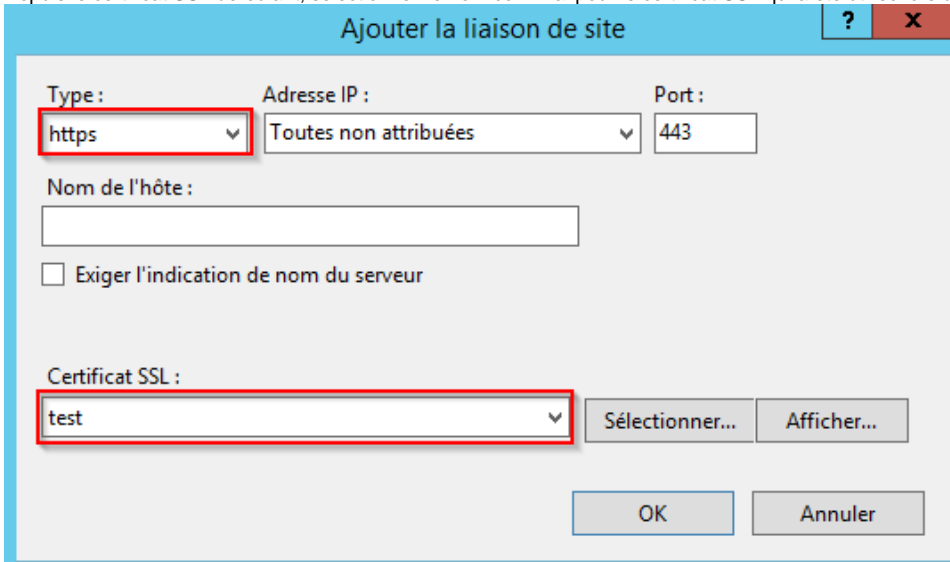 Ajouter la liaison de site
? x
Type : Adresse IP : Port :
https Toutes non attribuées 443
Nom de l'hôte :
Exiger l'indication de nom du serveur
Certificat SSL :
test Sélectionner... Afficher...
OK Annuler